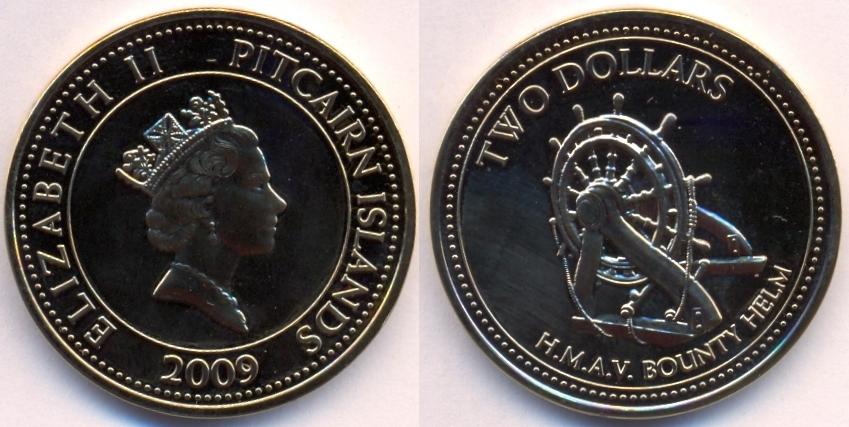 ELIZABETH II PITCAIRN ISLANDS
2009
TWO DOLLARS
H.M.A.V. BOUNTY HELM